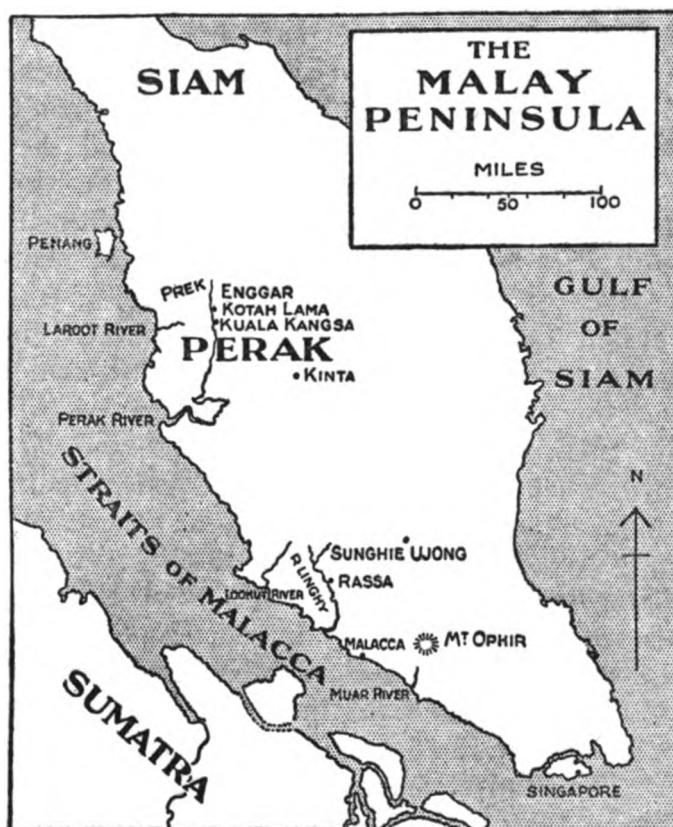 THE
MALAY
PENINSULA
MILES
0 50 100
SIAM
PENANG
GULF
OF
SIAM
PREK
ENGGAR
KOTAH LAMA
LAROOT RIVER
KUALA KANGSA
PERAK
KINTA
PERAK RIVER
N
STRAITS OF MALACCA
SUNGHIE UJONG
R LINGHY
RASSA
LOOKUT RIVER
MALACCA
MT OPHIR
MUAR RIVER
SUMATRA
SINGAPORE